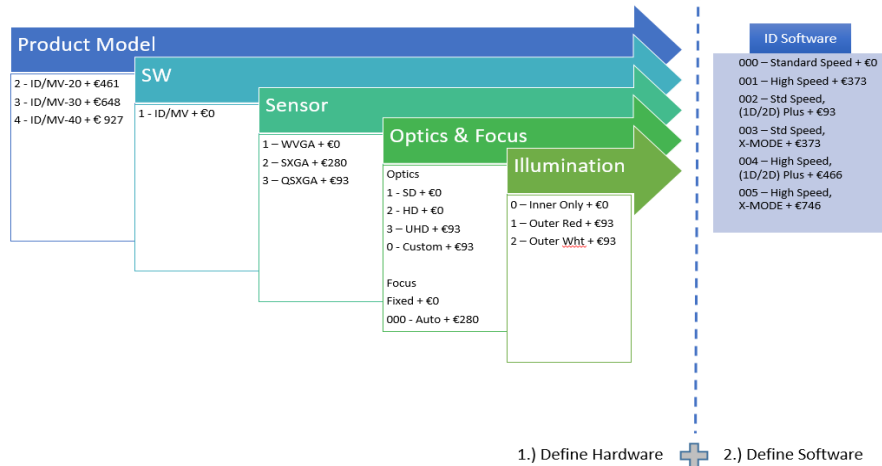 Product Model
2 - ID/MV-20 + €461
3 - ID/MV-30 + €648
4 - ID/MV-40 + € 927
SW
1 - ID/MV + €0
Sensor
1 – WVGA + €0
2 – SXGA + €280
3 – QSXGA + €93
Optics & Focus
Optics
1 - SD + €0
2 - HD + €0
3 – UHD + €93
0 - Custom + €93
Focus
Fixed + €0
000 - Auto + €280
Illumination
0 – Inner Only + €0
1 – Outer Red + €93
2 – Outer Wht + €93
ID Software
000 – Standard Speed + €0
001 – High Speed + €373
002 – Std Speed,
(1D/2D) Plus + €93
003 – Std Speed,
X-MODE + €373
004 – High Speed,
(1D/2D) Plus + €466
005 – High Speed,
X-MODE + €746
1.) Define Hardware
2.) Define Software